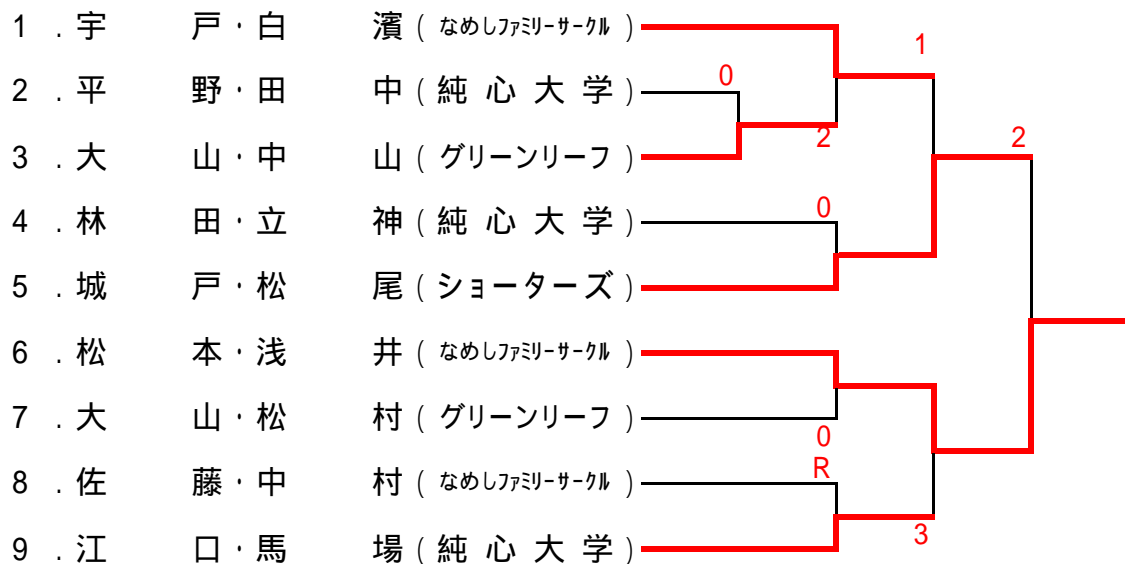 1 . 宇 戸 · 白 濱 ( なめしファミリーサークル )
1
2 . 平 野 · 田 中 ( 純 心 大 学 )
0
3 . 大 山 · 中 山 ( グリーンリーフ )
2
2
4 . 林 田 · 立 神 ( 純 心 大 学 )
0
5 . 城 戸 · 松 尾 ( ショーターズ )
6 . 松 本 · 浅 井 ( なめしファミリーサークル )
7 . 大 山 · 松 村 ( グリーンリーフ )
0
8 . 佐 藤 · 中 村 ( なめしファミリーサークル )
R
9 . 江 口 · 馬 場 ( 純 心 大 学 )
3